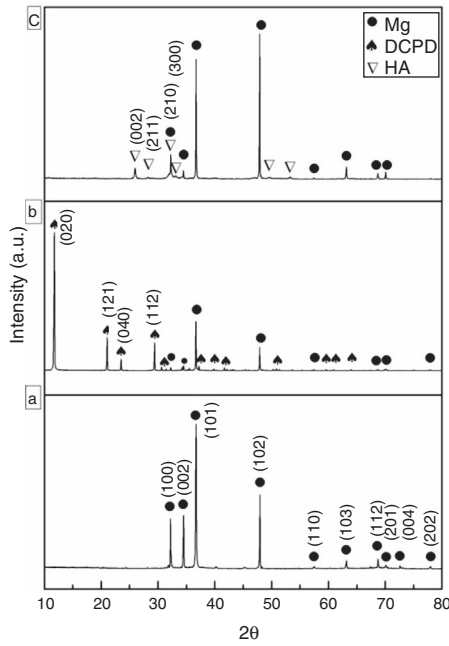 C
Mg
DCPD
HA
(002)
(211)
(210)
(300)
b
(020)
(121)
(040)
(112)
Intensity (a.u.)
a
(100)
(002)
(101)
(102)
(110)
(103)
(112)
(201)
(004)
(202)
10 20 30 40 50 60 70 80
2θ